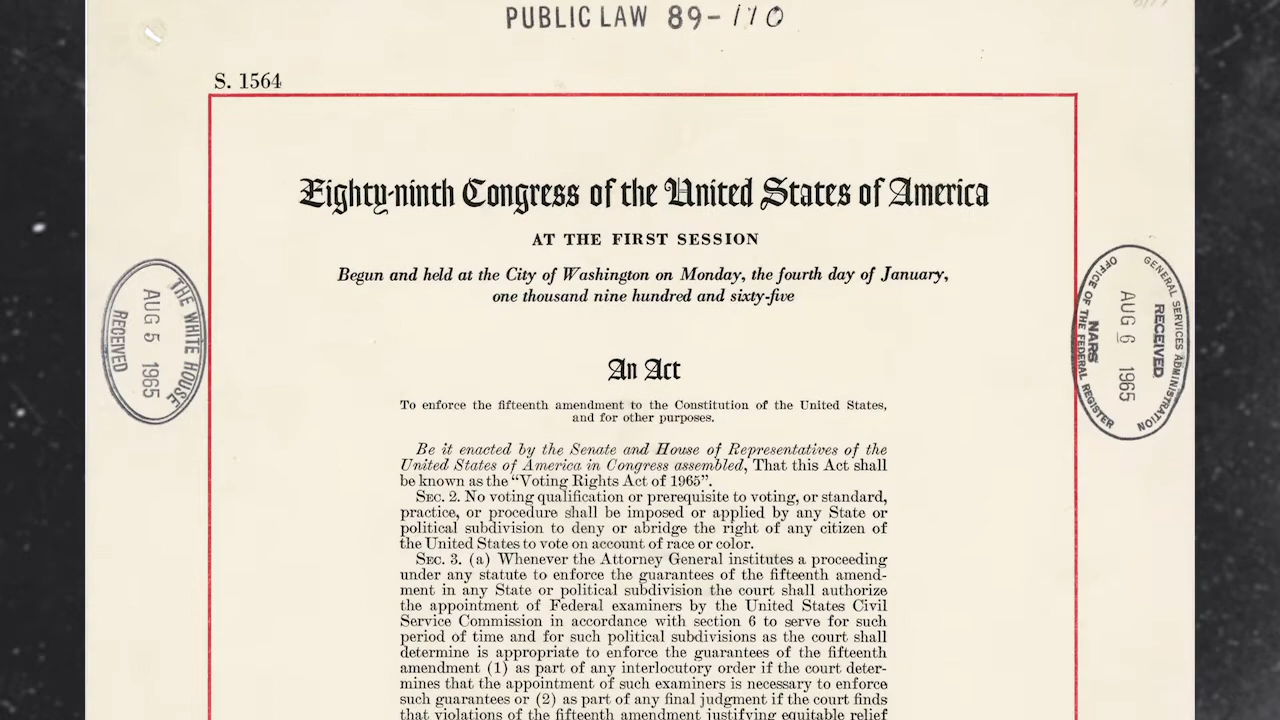 PUBLIC LAW 89-110
S. 1564
Eighty-ninth Congress of the United States of America
AT THE FIRST SESSION
Begun and held at the City of Washington on Monday, the fourth day of January,
one thousand nine hundred and sixty-five
THE WHITE HOUSE
AUG 5 1965
RECEIVED
GENERAL SERVICES ADMINISTRATION
RECEIVED
AUG 6 1965
NARS
OFFICE OF THE FEDERAL REGISTER
An Act
To enforce the fifteenth amendment to the Constitution of the United States,
and for other purposes.
Be it enacted by the Senate and House of Representatives of the
United States of America in Congress assembled, That this Act shall
be known as the “Voting Rights Act of 1965”.
SEC. 2. No voting qualification or prerequisite to voting, or standard,
practice, or procedure shall be imposed or applied by any State or
political subdivision to deny or abridge the right of any citizen of
the United States to vote on account of race or color.
SEC. 3. (a) Whenever the Attorney General institutes a proceeding
under any statute to enforce the guarantees of the fifteenth amend-
ment in any State or political subdivision the court shall authorize
the appointment of Federal examiners by the United States Civil
Service Commission in accordance with section 6 to serve for such
period of time and for such political subdivisions as the court shall
determine is appropriate to enforce the guarantees of the fifteenth
amendment (1) as part of any interlocutory order if the court deter-
mines that the appointment of such examiners is necessary to enforce
such guarantees or (2) as part of any final judgment if the court finds
that violations of the fifteenth amendment justifying equitable relief